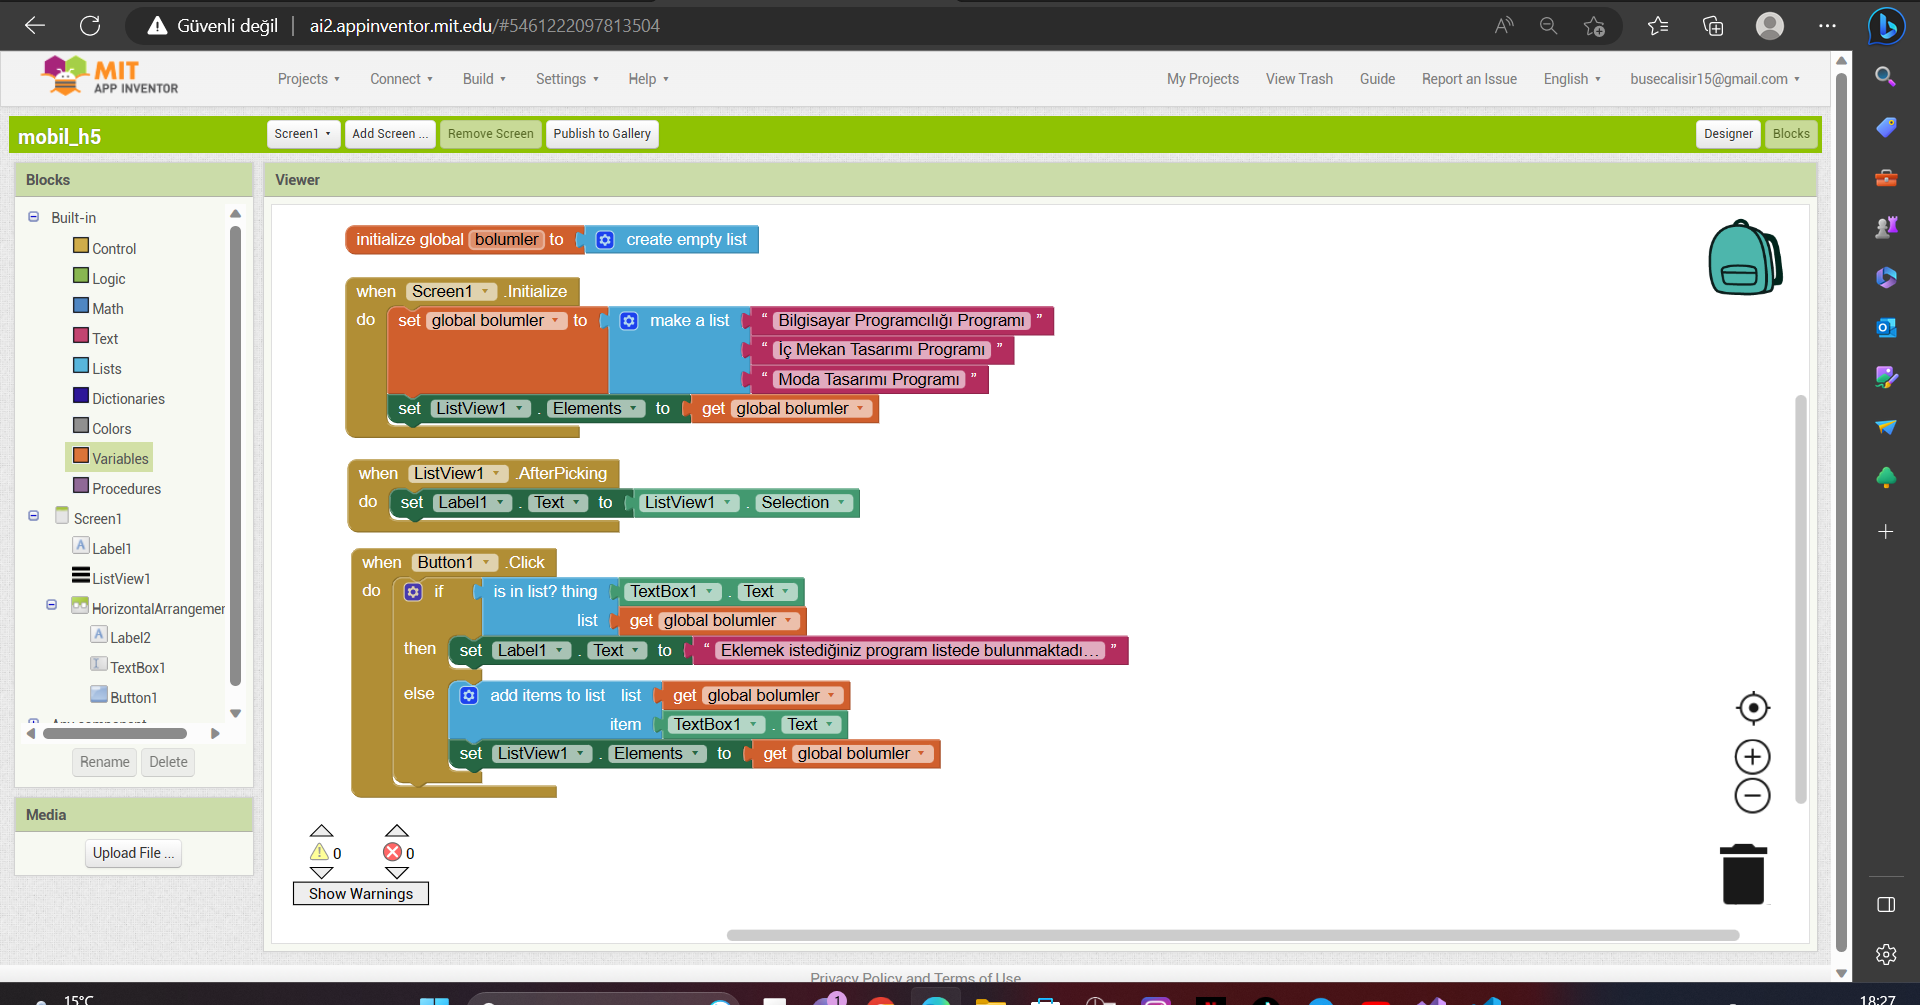 Güvenli değil
ai2.appinventor.mit.edu/#5461222097813504
MIT
APP INVENTOR
Projects
Connect
Build
Settings
Help
My Projects
View Trash
Guide
Report an Issue
English
busecalisir15@gmail.com
mobil_h5
Screen1
Add Screen ...
Remove Screen
Publish to Gallery
Designer
Blocks
Blocks
Built-in
Control
Logic
Math
Text
Lists
Dictionaries
Colors
Variables
Procedures
Screen1
Label1
ListView1
HorizontalArrangemer
Label2
TextBox1
Button1
Rename
Delete
Media
Upload File ...
Viewer
initialize global bolumler to create empty list
when Screen1 .Initialize
do set global bolumler to make a list " Bilgisayar Programcılığı Programı "
" İç Mekan Tasarımı Programı "
" Moda Tasarımı Programı "
set ListView1 . Elements to get global bolumler
when ListView1 .AfterPicking
do set Label1 . Text to ListView1 . Selection
when Button1 .Click
do if is in list? thing TextBox1 . Text
list get global bolumler
then set Label1 . Text to " Eklemek istediğiniz program listede bulunmaktadı... "
else add items to list list get global bolumler
item TextBox1 . Text
set ListView1 . Elements to get global bolumler
0
0
Show Warnings
Privacy Policy and Terms of Use
15°C
1
18:27